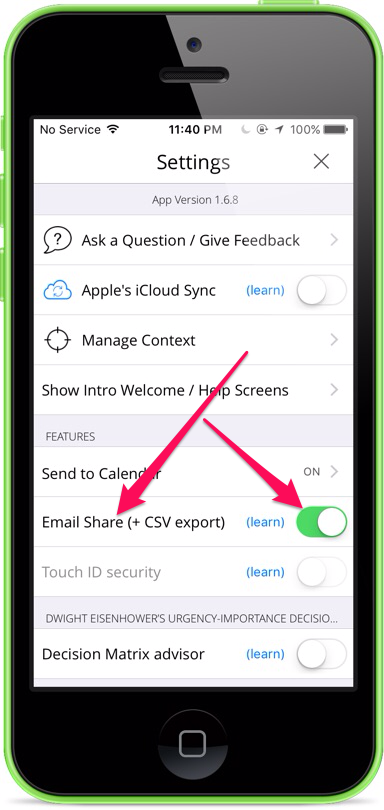 No Service 11:40 PM 100%
Settings
App Version 1.6.8
Ask a Question / Give Feedback
Apple's iCloud Sync (learn)
Manage Context
Show Intro Welcome / Help Screens
FEATURES
Send to Calendar ON
Email Share (+ CSV export) (learn)
Touch ID security (learn)
DWIGHT EISENHOWER'S URGENCY-IMPORTANCE DECISIO...
Decision Matrix advisor (learn)